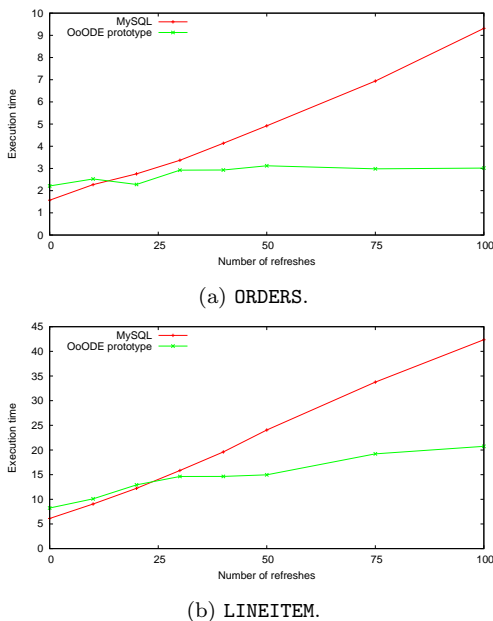 10
9
8
7
6
5
4
3
2
1
0
Execution time
MySQL
OoODE prototype
0 25 50 75 100
Number of refreshes
(a) ORDERS.
45
40
35
30
25
20
15
10
5
0
Execution time
MySQL
OoODE prototype
0 25 50 75 100
Number of refreshes
(b) LINEITEM.